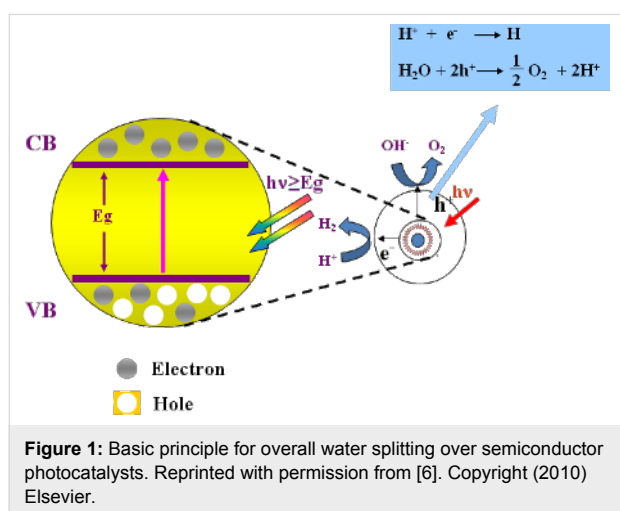 H⁺ + e⁻ → H
H₂O + 2h⁺ → 1/2 O₂ + 2H⁺
CB
OH⁻ O₂
hν≥Eg
h⁺ hν
Eg
H₂
H⁺
e⁻
VB
Electron
Hole
Figure 1: Basic principle for overall water splitting over semiconductor
photocatalysts. Reprinted with permission from [6]. Copyright (2010)
Elsevier.